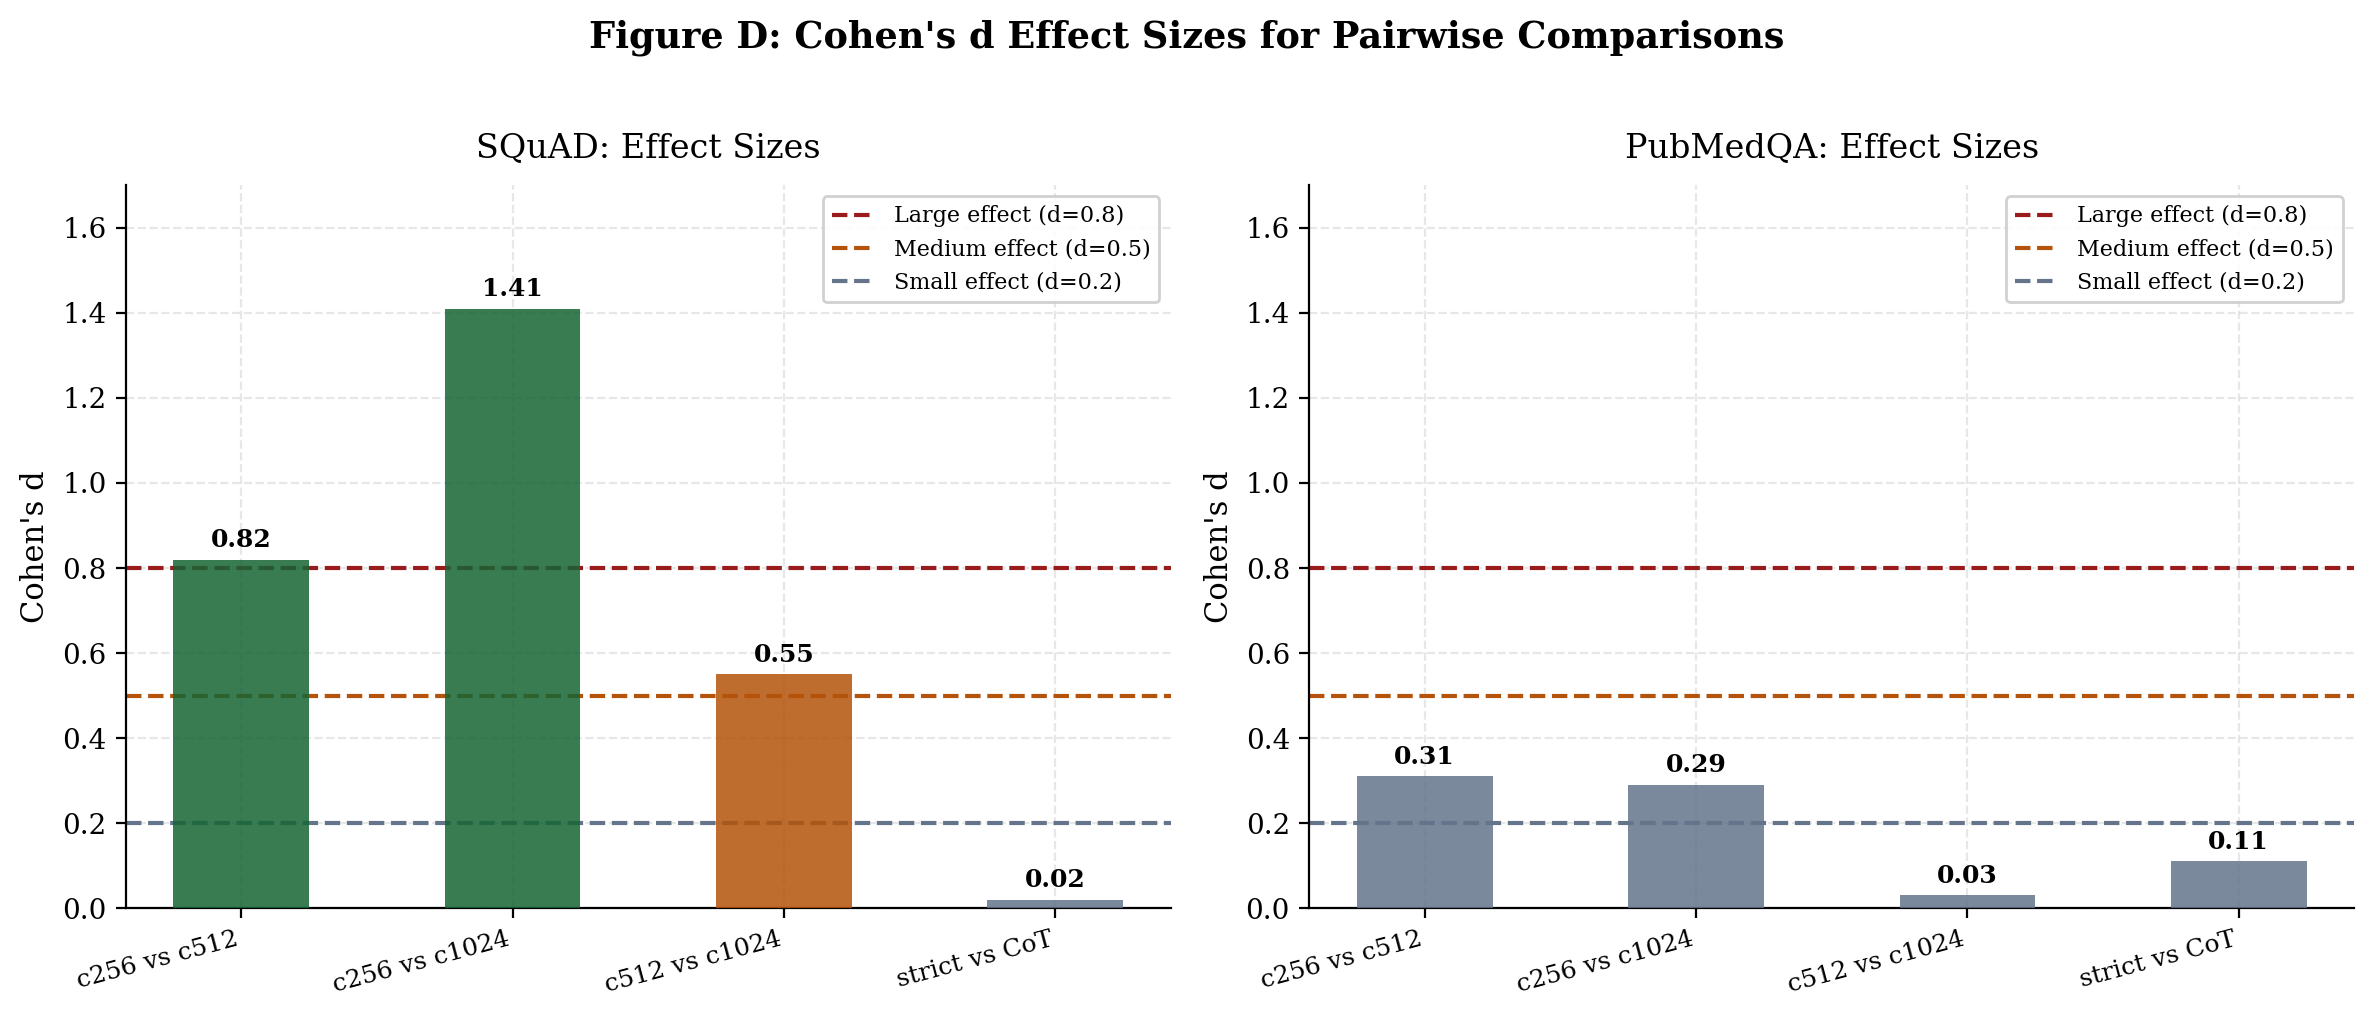 Figure D: Cohen's d Effect Sizes for Pairwise Comparisons
SQuAD: Effect Sizes
Cohen's d
1.6
1.4
1.2
1.0
0.8
0.6
0.4
0.2
0.0
Large effect (d=0.8)
Medium effect (d=0.5)
Small effect (d=0.2)
0.82
1.41
0.55
0.02
c256 vs c512
c256 vs c1024
c512 vs c1024
strict vs CoT
PubMedQA: Effect Sizes
Cohen's d
1.6
1.4
1.2
1.0
0.8
0.6
0.4
0.2
0.0
Large effect (d=0.8)
Medium effect (d=0.5)
Small effect (d=0.2)
0.31
0.29
0.03
0.11
c256 vs c512
c256 vs c1024
c512 vs c1024
strict vs CoT